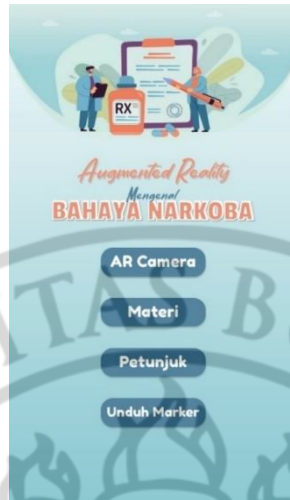 RX
Augmented Reality
Mengenal
BAHAYA NARKOBA
AR Camera
Materi
Petunjuk
Unduh Marker